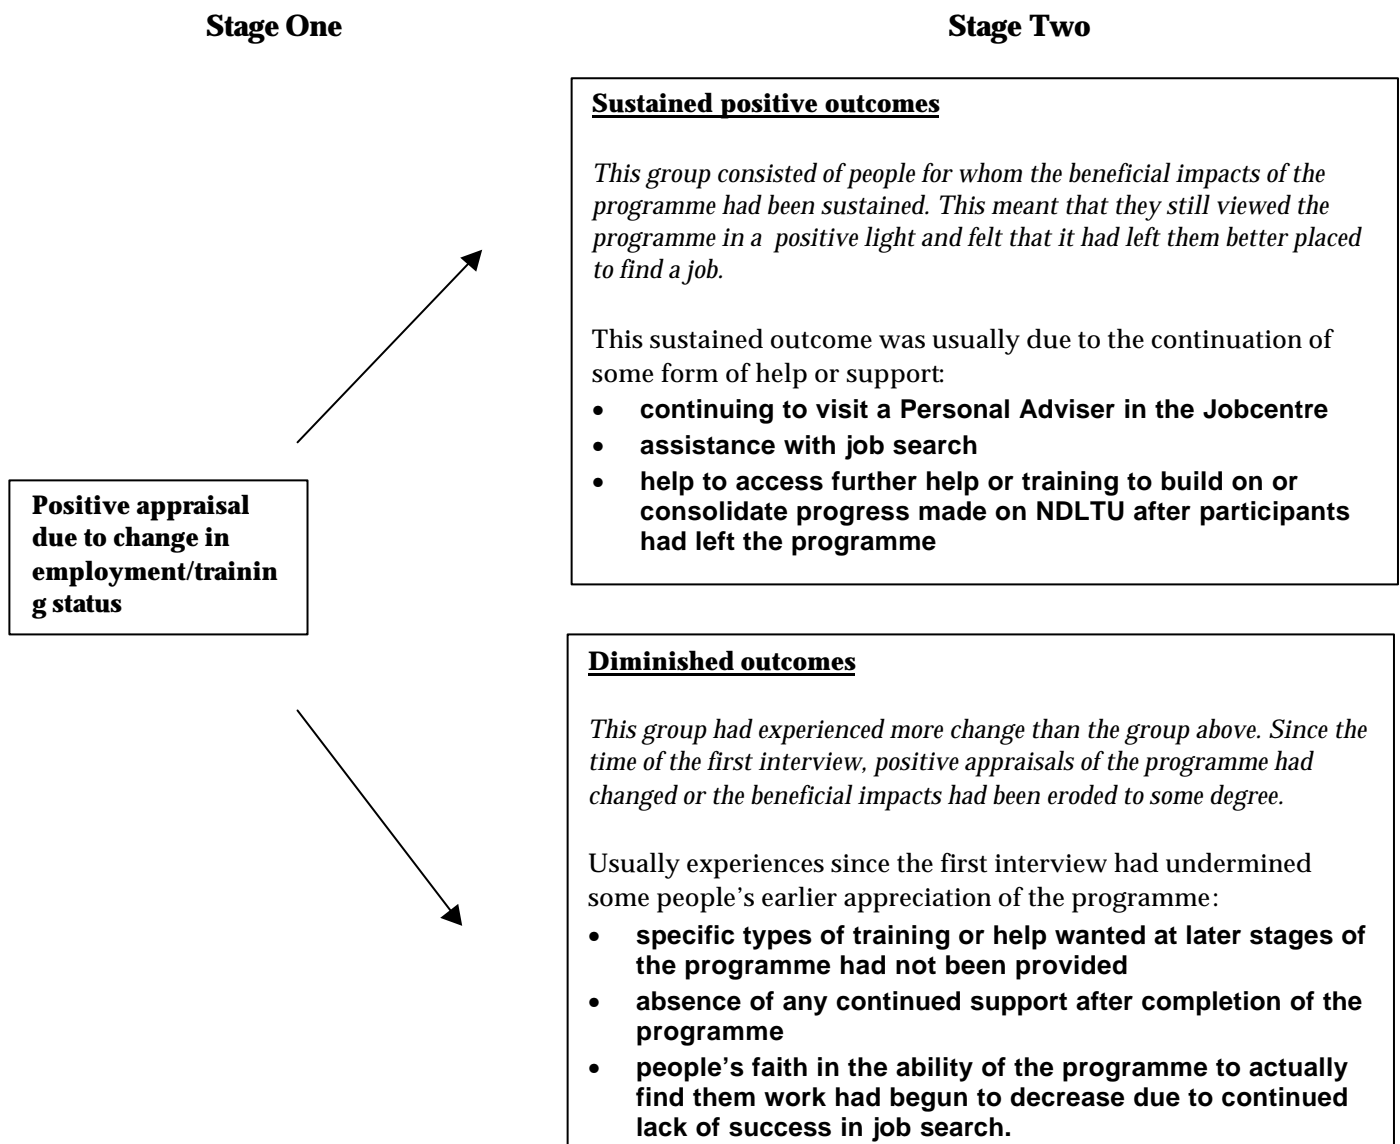 Stage One
Stage Two
Sustained positive outcomes
This group consisted of people for whom the beneficial impacts of the
programme had been sustained. This meant that they still viewed the
programme in a positive light and felt that it had left them better placed
to find a job.
This sustained outcome was usually due to the continuation of
some form of help or support:
• continuing to visit a Personal Adviser in the Jobcentre
• assistance with job search
• help to access further help or training to build on or
consolidate progress made on NDLTU after participants
had left the programme
Positive appraisal
due to change in
employment/trainin
g status
Diminished outcomes
This group had experienced more change than the group above. Since the
time of the first interview, positive appraisals of the programme had
changed or the beneficial impacts had been eroded to some degree.
Usually experiences since the first interview had undermined
some people’s earlier appreciation of the programme:
• specific types of training or help wanted at later stages of
the programme had not been provided
• absence of any continued support after completion of the
programme
• people’s faith in the ability of the programme to actually
find them work had begun to decrease due to continued
lack of success in job search.